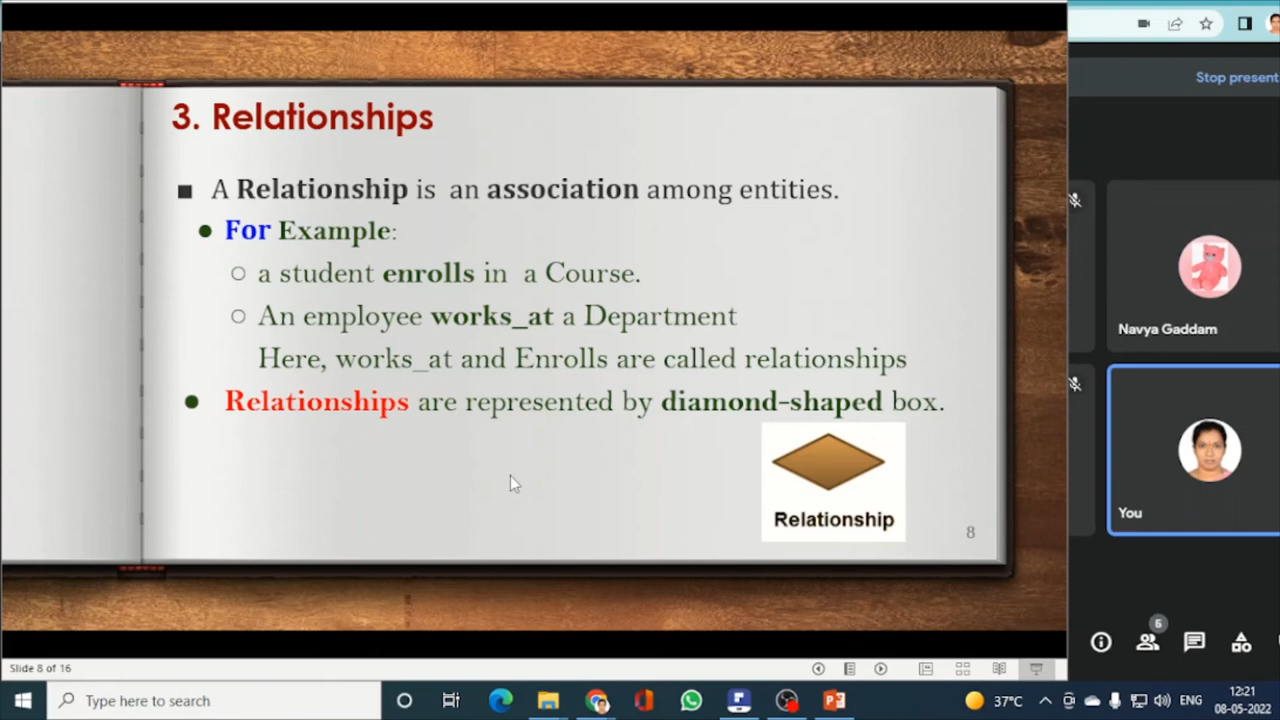 3. Relationships
A Relationship is an association among entities.
For Example:
a student enrolls in a Course.
An employee works_at a Department
Here, works_at and Enrolls are called relationships
Relationships are represented by diamond-shaped box.
Relationship
8
Stop present
Navya Gaddam
You
6
Slide 8 of 16
Type here to search
37°C
ENG
12:21
08-05-2022